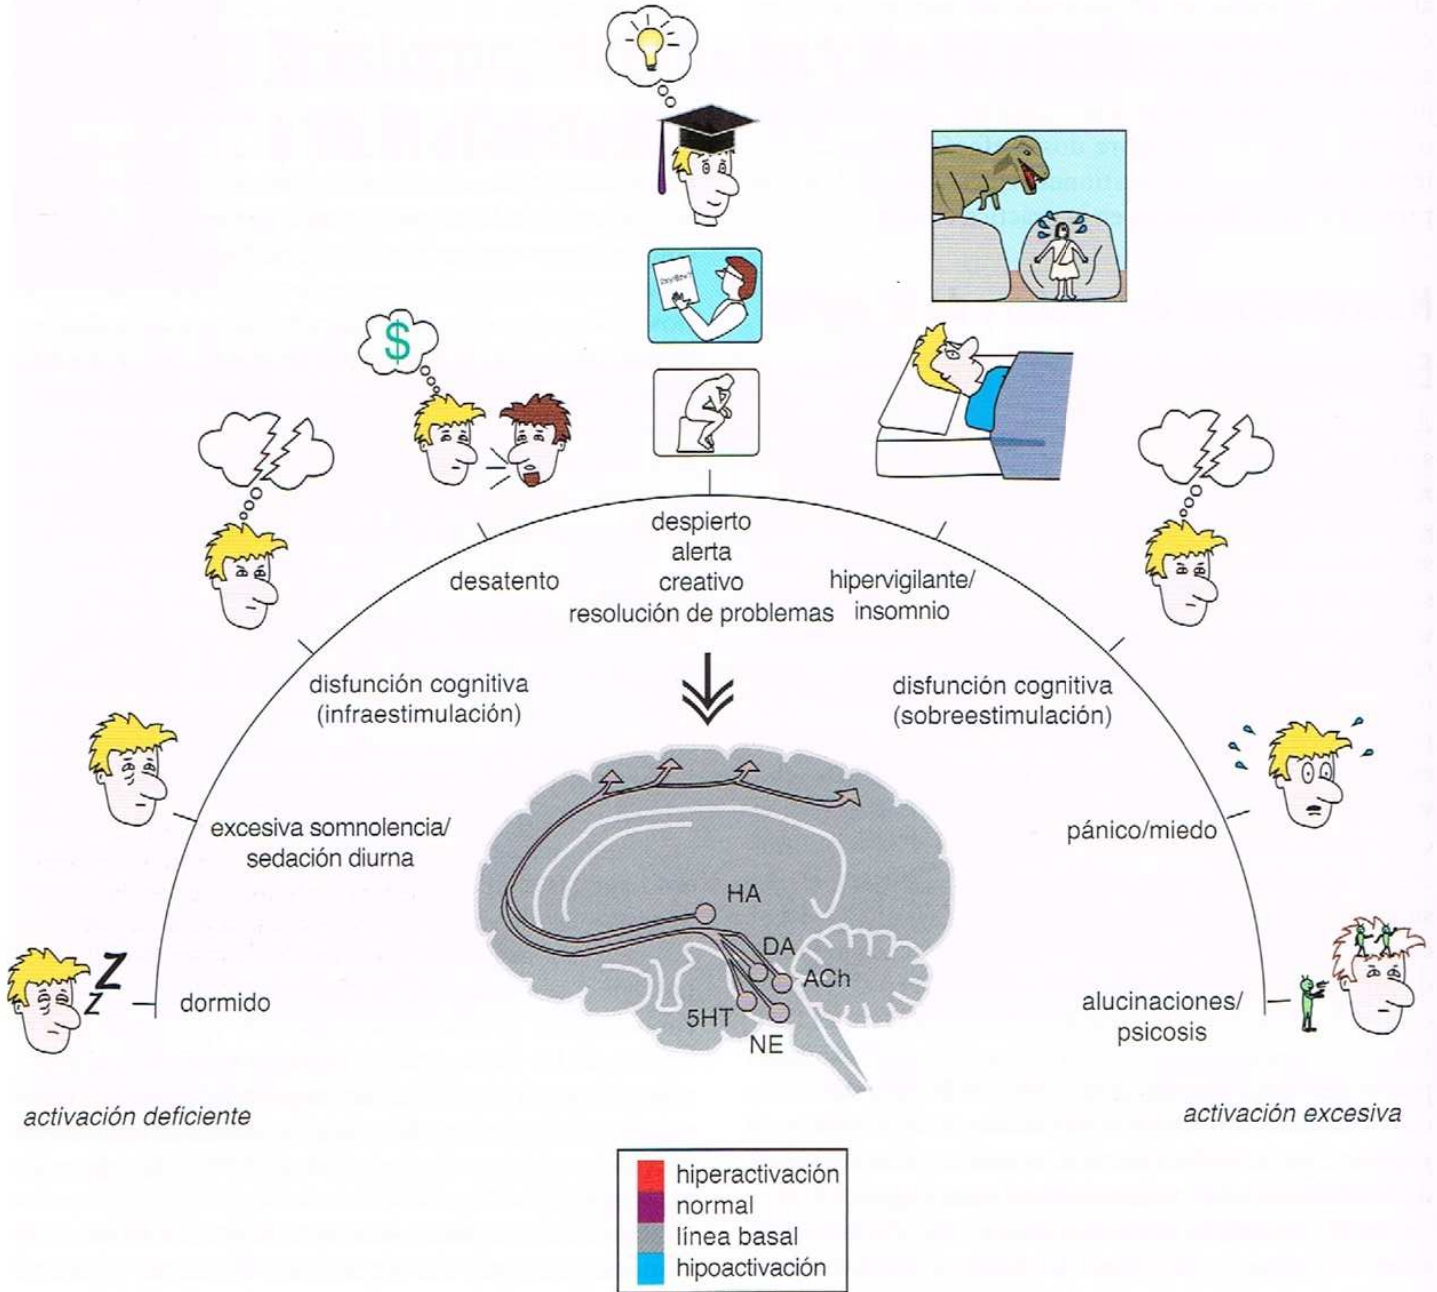 $
despierto
alerta
creativo
resolución de problemas
desatento
hipervigilante/
insomnio
disfunción cognitiva
(infraestimulación)
disfunción cognitiva
(sobreestimulación)
excesiva somnolencia/
sedación diurna
pánico/miedo
HA
DA
ACh
5HT
NE
Z
Z
dormido
alucinaciones/
psicosis
activación deficiente
activación excesiva
hiperactivación
normal
línea basal
hipoactivación